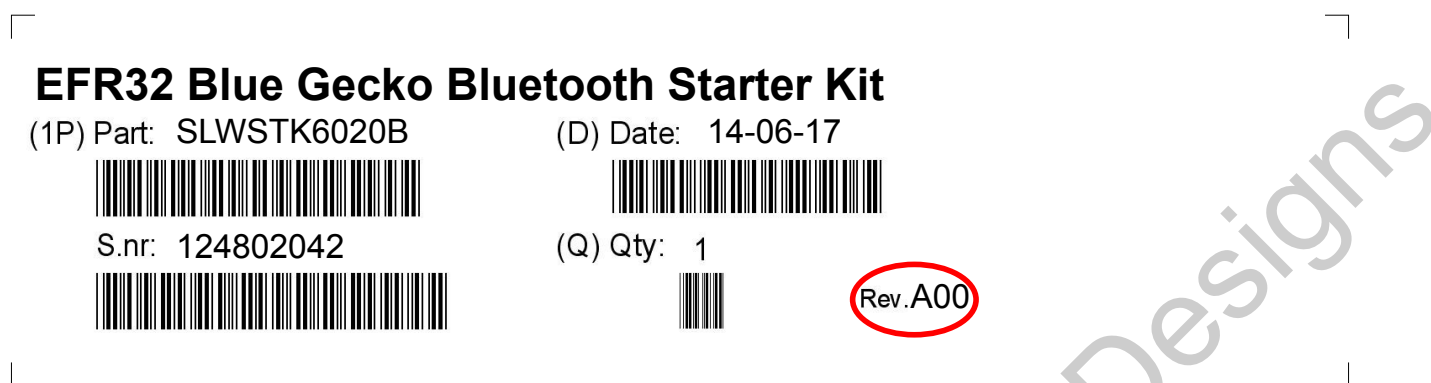 EFR32 Blue Gecko Bluetooth Starter Kit
(1P) Part: SLWSTK6020B
(D) Date: 14-06-17
S.nr: 124802042
(Q) Qty: 1
Rev.A00
Designs